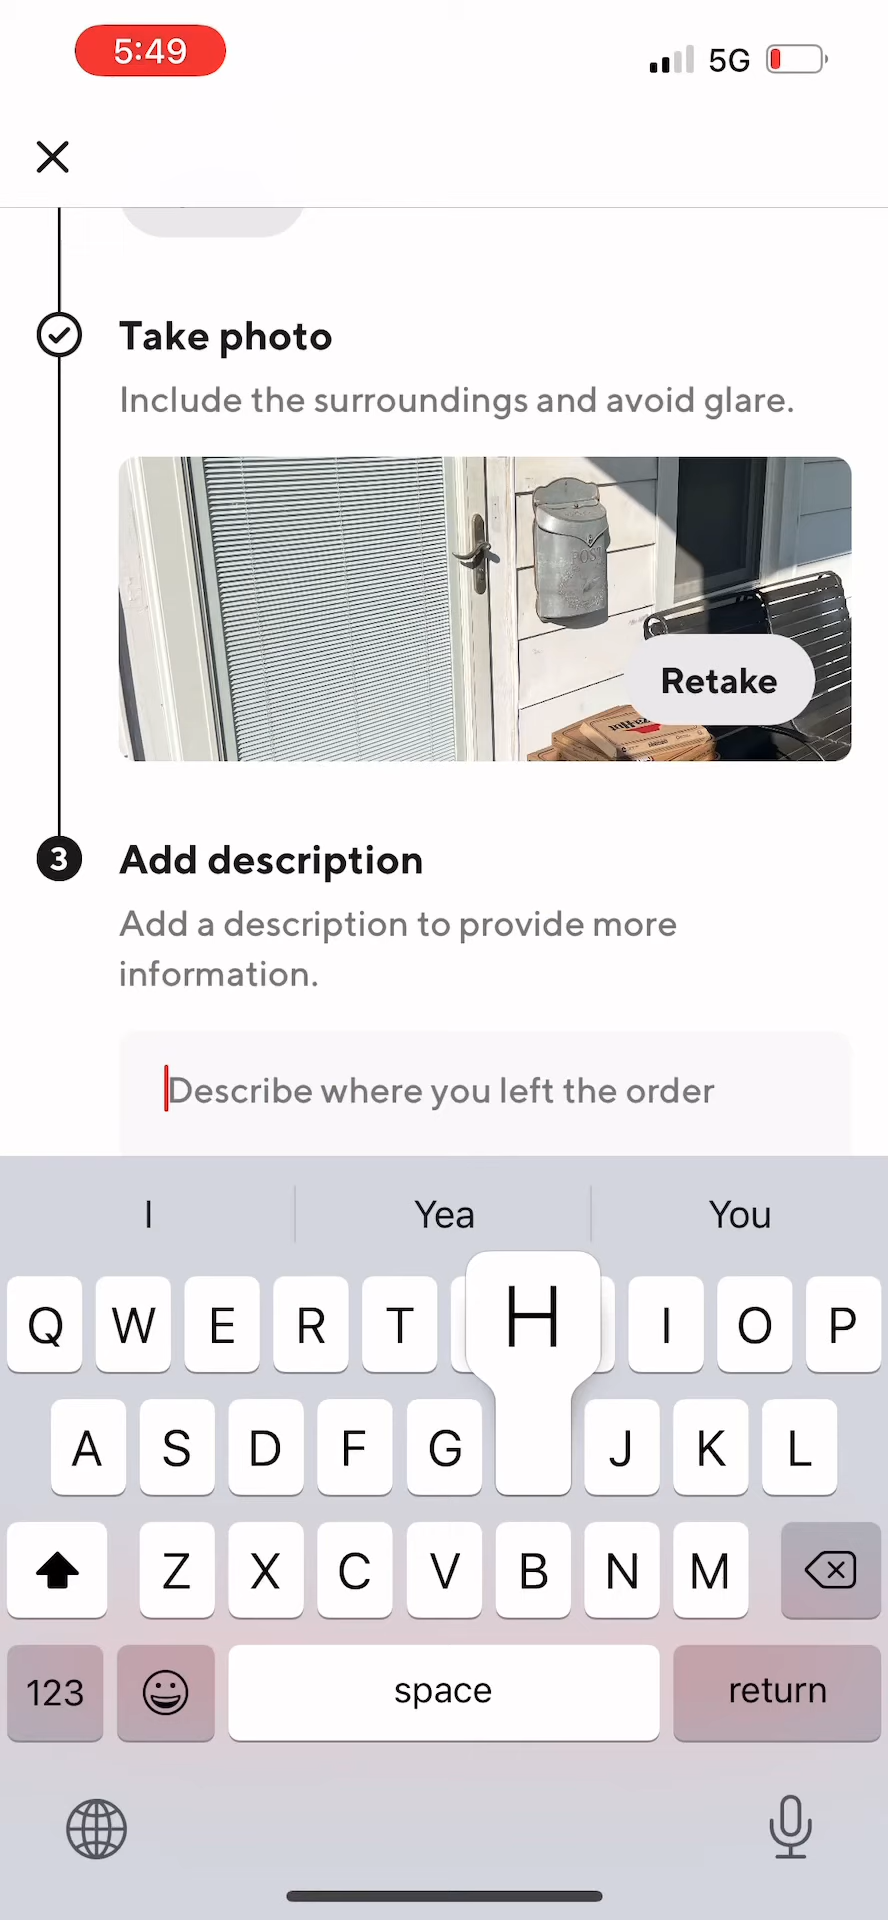 5:49
5G
Take photo
Include the surroundings and avoid glare.
POST
Retake
3
Add description
Add a description to provide more
information.
Describe where you left the order
I
Yea
You
Q W E R T H I O P
A S D F G J K L
Z X C V B N M
123
space
return